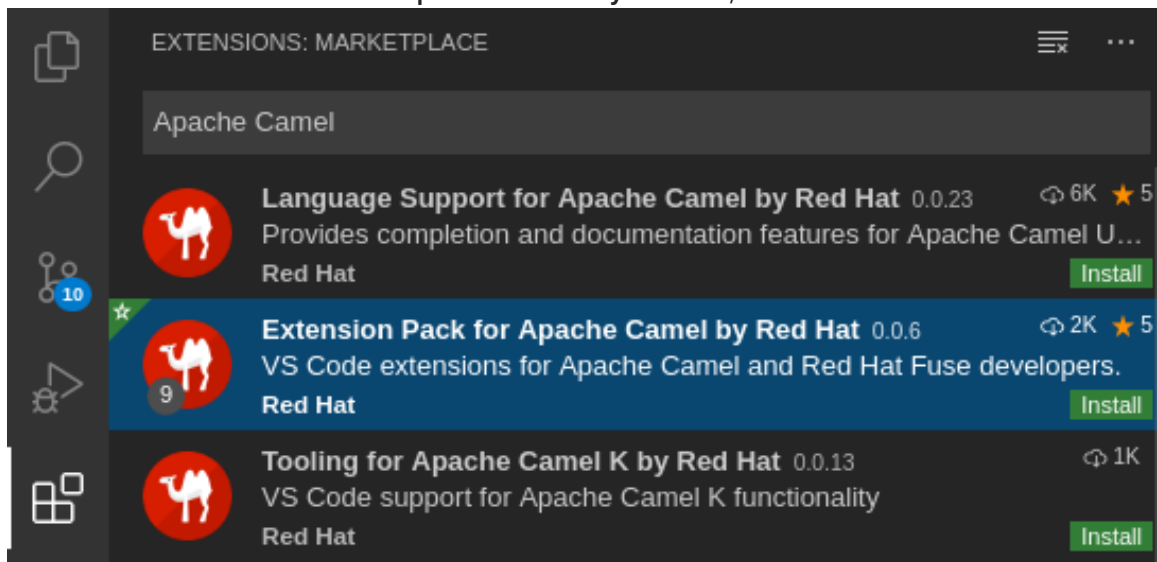 EXTENSIONS: MARKETPLACE
Apache Camel
Language Support for Apache Camel by Red Hat 0.0.23 6K 5
Provides completion and documentation features for Apache Camel U...
Red Hat Install
10
Extension Pack for Apache Camel by Red Hat 0.0.6 2K 5
VS Code extensions for Apache Camel and Red Hat Fuse developers.
9
Red Hat Install
Tooling for Apache Camel K by Red Hat 0.0.13 1K
VS Code support for Apache Camel K functionality
Red Hat Install